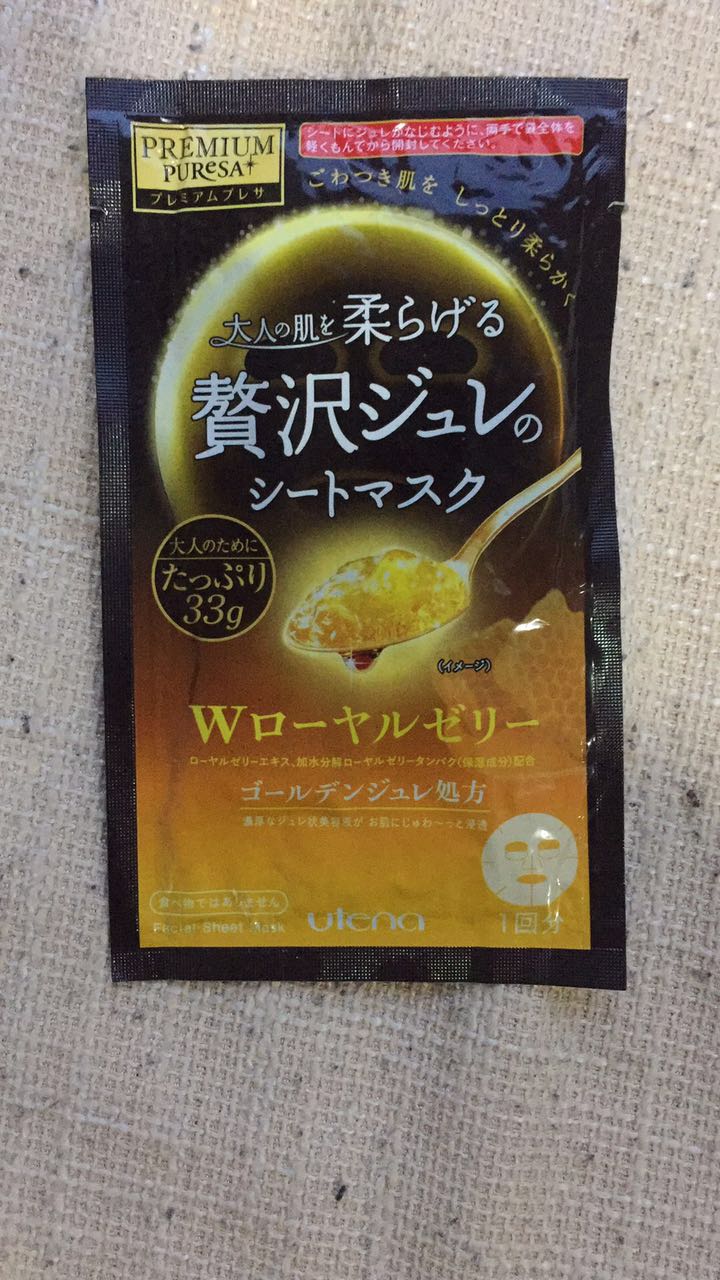 PREMIUM
PUReSA
プレミアムプレサ
シートにジュレがなじむように、両手で袋全体を
軽くもんでから開封してください。
ごわつき肌を しっとり柔らかく
大人の肌を柔らげる
贅沢ジュレの
シートマスク
大人のために
たっぷり
33g
(イメージ)
Wローヤルゼリー
ローヤルゼリーエキス、加水分解ローヤルゼリータンパク(保湿成分)配合
ゴールデンジュレ処方
濃厚なジュレ状美容液が お肌にじゅわ〜っと浸透
食べ物ではありません
Facial Sheet Mask
utena
1回分